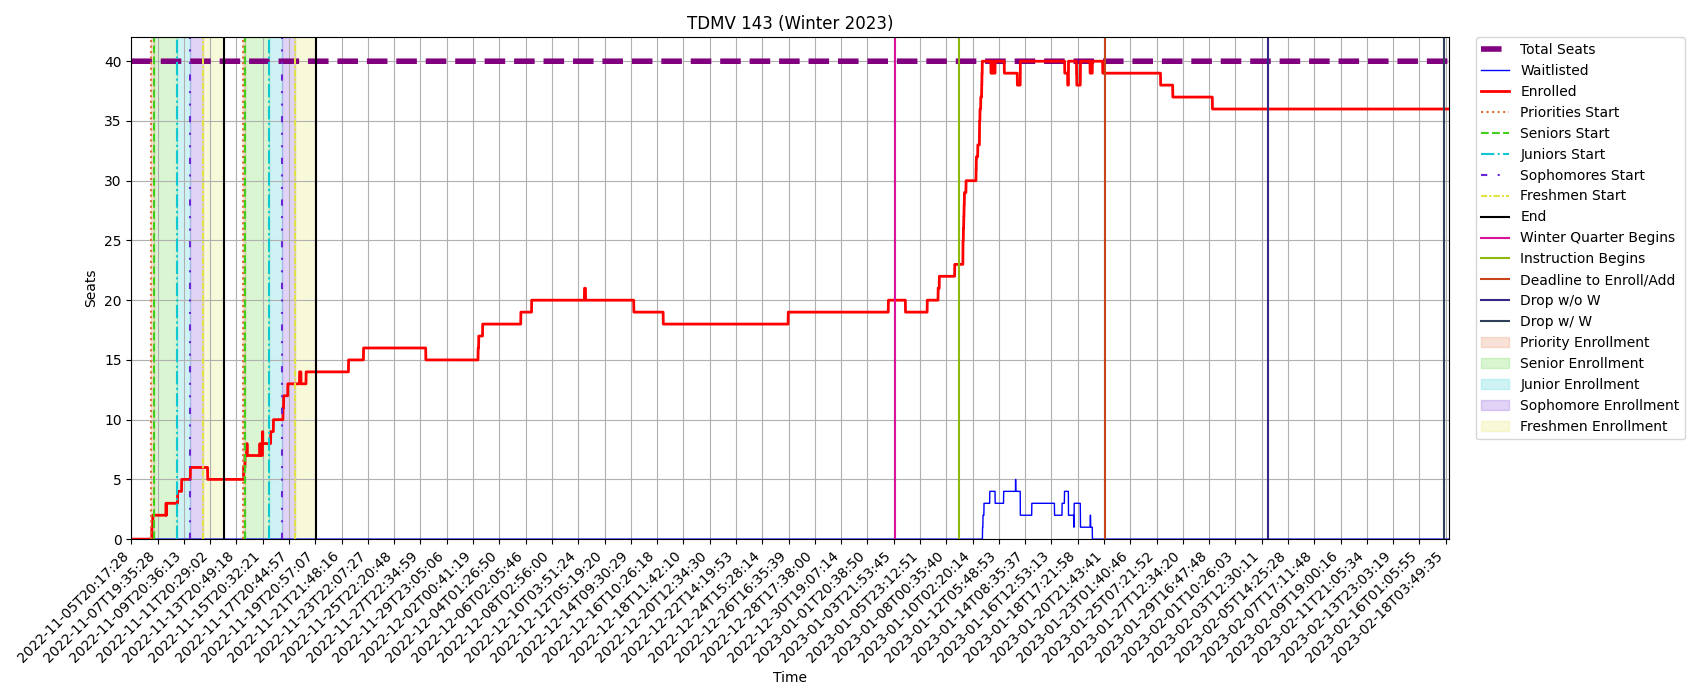 TDMV 143 (Winter 2023)
Seats
40
35
30
25
20
15
10
5
0
2022-11-05T20:17:28
2022-11-07T19:35:28
2022-11-09T20:36:13
2022-11-11T20:29:02
2022-11-13T20:49:18
2022-11-15T20:32:21
2022-11-17T20:44:57
2022-11-19T20:57:07
2022-11-21T21:48:16
2022-11-23T22:07:27
2022-11-25T22:20:48
2022-11-27T22:34:59
2022-11-29T23:05:06
2022-12-02T00:41:19
2022-12-04T01:26:50
2022-12-06T02:05:46
2022-12-08T02:56:00
2022-12-10T03:51:24
2022-12-12T05:19:20
2022-12-14T09:30:29
2022-12-16T10:26:18
2022-12-18T11:42:10
2022-12-20T12:34:30
2022-12-22T14:19:53
2022-12-24T15:28:14
2022-12-26T16:35:39
2022-12-28T17:38:00
2022-12-30T19:07:14
2023-01-01T20:38:50
2023-01-03T21:53:45
2023-01-05T23:12:51
2023-01-08T00:35:40
2023-01-10T02:20:14
2023-01-12T05:48:53
2023-01-14T08:35:37
2023-01-16T12:53:13
2023-01-18T17:21:58
2023-01-20T21:43:41
2023-01-23T01:40:46
2023-01-25T07:21:52
2023-01-27T12:34:20
2023-01-29T16:47:48
2023-02-01T10:26:03
2023-02-03T12:30:11
2023-02-05T14:25:28
2023-02-07T17:11:48
2023-02-09T19:00:16
2023-02-11T21:05:34
2023-02-13T23:03:19
2023-02-16T01:05:55
2023-02-18T03:49:35
Time
Total Seats
Waitlisted
Enrolled
Priorities Start
Seniors Start
Juniors Start
Sophomores Start
Freshmen Start
End
Winter Quarter Begins
Instruction Begins
Deadline to Enroll/Add
Drop w/o W
Drop w/ W
Priority Enrollment
Senior Enrollment
Junior Enrollment
Sophomore Enrollment
Freshmen Enrollment